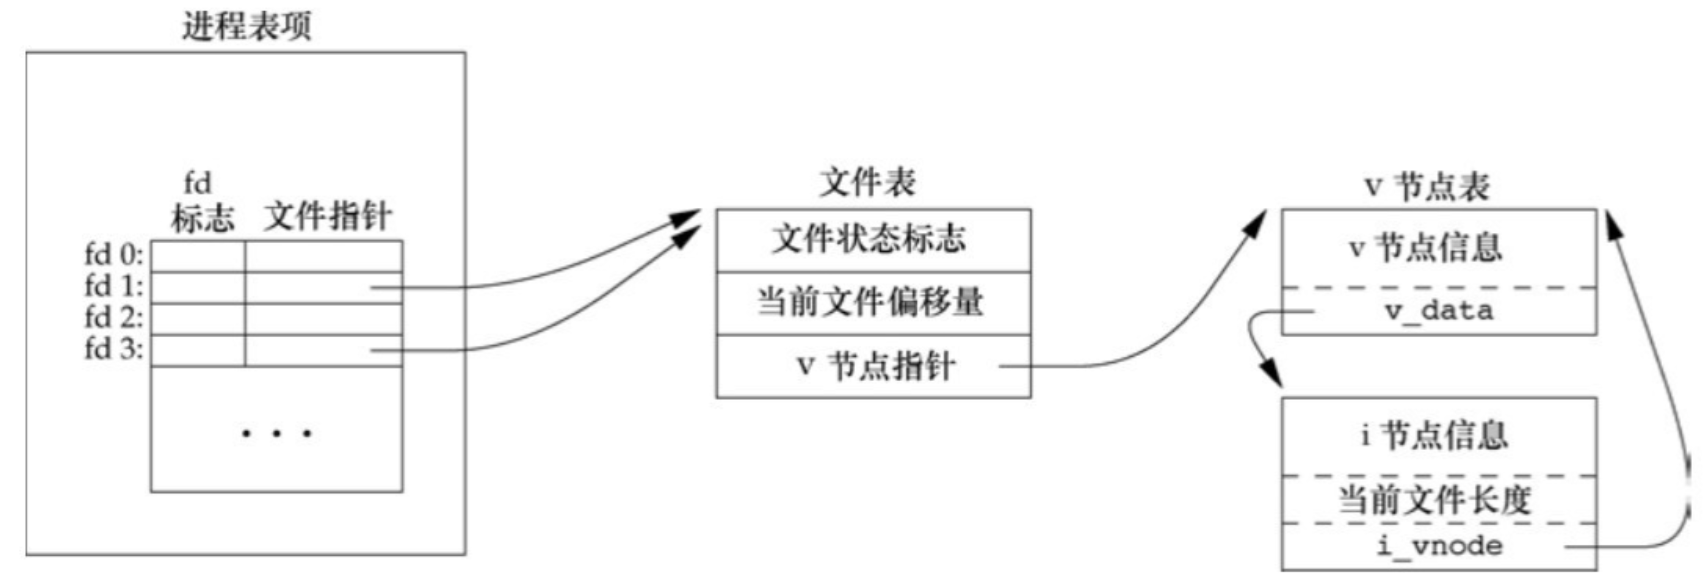 进程表项
fd
标志 文件指针
fd 0:
fd 1:
fd 2:
fd 3:
...
文件表
文件状态标志
当前文件偏移量
v 节点指针
v 节点表
v 节点信息
v_data
i 节点信息
当前文件长度
i_vnode